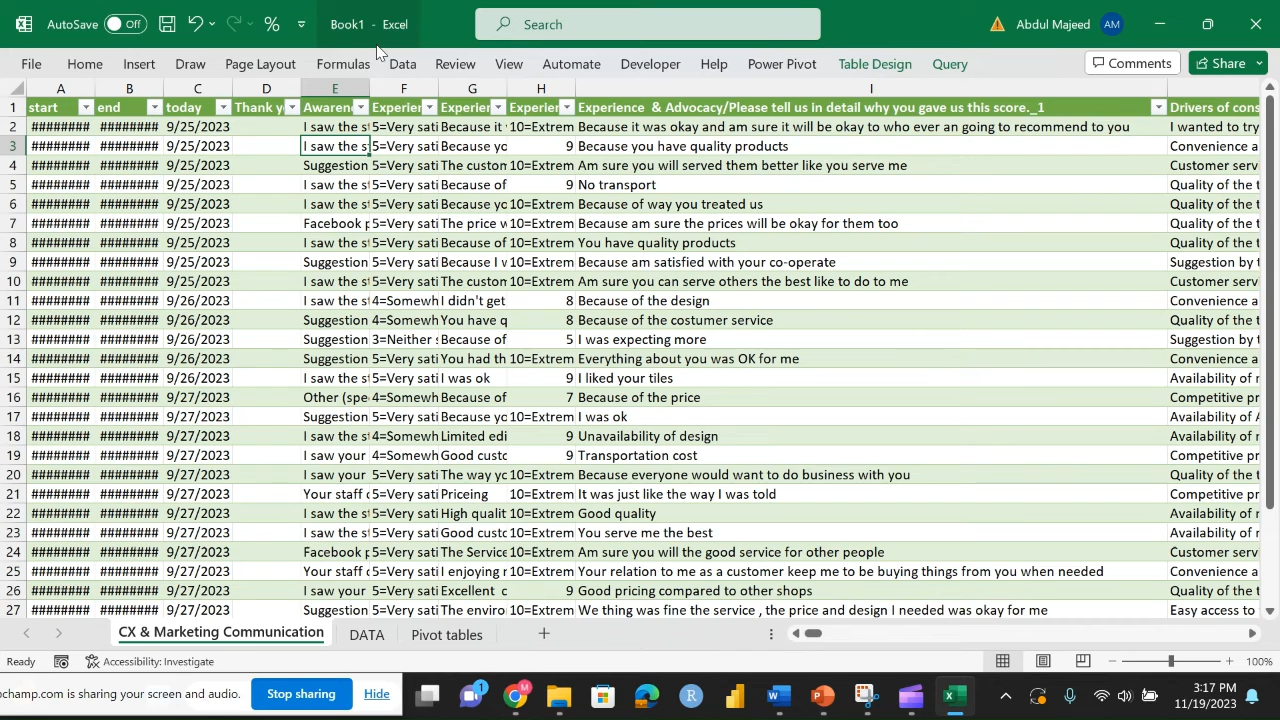 AutoSave Off Book1 - Excel Search Abdul Majeed AM
File Home Insert Draw Page Layout Formulas Data Review View Automate Developer Help Power Pivot Table Design Query Comments Share
A B C D E F G H I
1 start end today Thank y Awaren Experie Experie Experie Experience & Advocacy/Please tell us in detail why you gave us this score._1 Drivers of cons
2 ######## ######## 9/25/2023 I saw the st 5=Very sati Because it 10=Extrem Because it was okay and am sure it will be okay to who ever an going to recommend to you I wanted to try
3 ######## ######## 9/25/2023 I saw the st 5=Very sati Because yo 9 Because you have quality products Convenience a
4 ######## ######## 9/25/2023 Suggestion 5=Very sati The custom 10=Extrem Am sure you will served them better like you serve me Customer serv
5 ######## ######## 9/25/2023 I saw the st 5=Very sati Because of 9 No transport Quality of the t
6 ######## ######## 9/25/2023 I saw the st 5=Very sati Because yo 10=Extrem Because of way you treated us Quality of the t
7 ######## ######## 9/25/2023 Facebook p 5=Very sati The price w 10=Extrem Because am sure the prices will be okay for them too Quality of the t
8 ######## ######## 9/25/2023 I saw the st 5=Very sati Because of 10=Extrem You have quality products Quality of the t
9 ######## ######## 9/25/2023 Suggestion 5=Very sati Because I w 10=Extrem Because am satisfied with your co-operate Suggestion by t
10 ######## ######## 9/25/2023 I saw the st 5=Very sati The custom 10=Extrem Am sure you can serve others the best like to do to me Customer serv
11 ######## ######## 9/26/2023 I saw the st 4=Somewh I didn't get 8 Because of the design Convenience a
12 ######## ######## 9/26/2023 Suggestion 4=Somewh You have q 8 Because of the costumer service Quality of the t
13 ######## ######## 9/26/2023 Suggestion 3=Neither s Because of 5 I was expecting more Suggestion by t
14 ######## ######## 9/26/2023 Suggestion 5=Very sati You had th 10=Extrem Everything about you was OK for me Convenience a
15 ######## ######## 9/26/2023 I saw the st 5=Very sati I was ok 9 I liked your tiles Availability of r
16 ######## ######## 9/27/2023 Other (spe 4=Somewh Because of 7 Because of the price Competitive pr
17 ######## ######## 9/27/2023 Suggestion 5=Very sati Because yo 10=Extrem I was ok Availability of A
18 ######## ######## 9/27/2023 I saw the st 4=Somewh Limited edi 9 Unavailability of design Availability of r
19 ######## ######## 9/27/2023 I saw your 4=Somewh Good custo 9 Transportation cost Competitive pr
20 ######## ######## 9/27/2023 I saw the st 5=Very sati The way yo 10=Extrem Because everyone would want to do business with you Quality of the t
21 ######## ######## 9/27/2023 Your staff c 5=Very sati Priceing 10=Extrem It was just like the way I was told Competitive pr
22 ######## ######## 9/27/2023 I saw the st 5=Very sati High qualit 10=Extrem Good quality Availability of r
23 ######## ######## 9/27/2023 I saw the st 5=Very sati Good custo 10=Extrem You serve me the best Availability of r
24 ######## ######## 9/27/2023 Facebook p 5=Very sati The Service 10=Extrem Am sure you will the good service for other people Customer serv
25 ######## ######## 9/27/2023 Your staff c 5=Very sati I enjoying r 10=Extrem Your relation to me as a customer keep me to be buying things from you when needed Convenience a
26 ######## ######## 9/27/2023 I saw your 5=Very sati Excellent c 9 Good pricing compared to other shops Quality of the t
27 ######## ######## 9/27/2023 Suggestion 5=Very sati The enviro 10=Extrem We thing was fine the service , the price and design I needed was okay for me Easy access to
CX & Marketing Communication DATA Pivot tables
Ready Accessibility: Investigate 100%
ochamp.com is sharing your screen and audio. Stop sharing Hide 3:17 PM
11/19/2023